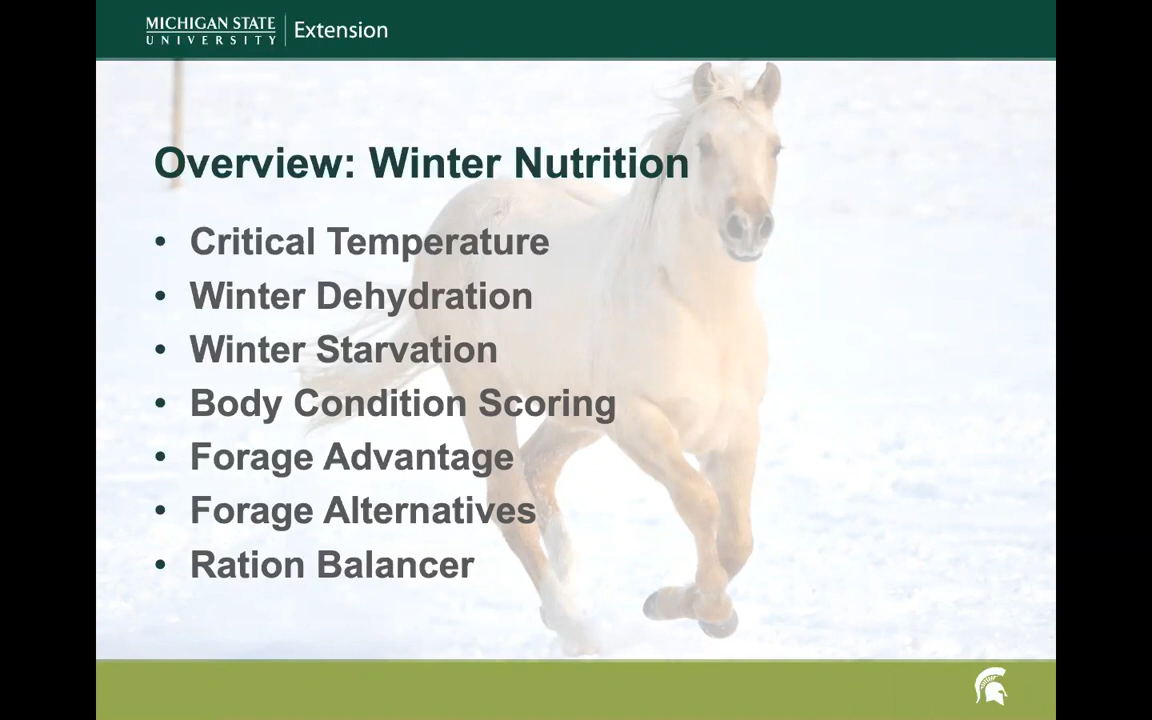 MICHIGAN STATE
UNIVERSITY
Extension
Overview: Winter Nutrition
• Critical Temperature
• Winter Dehydration
• Winter Starvation
• Body Condition Scoring
• Forage Advantage
• Forage Alternatives
• Ration Balancer